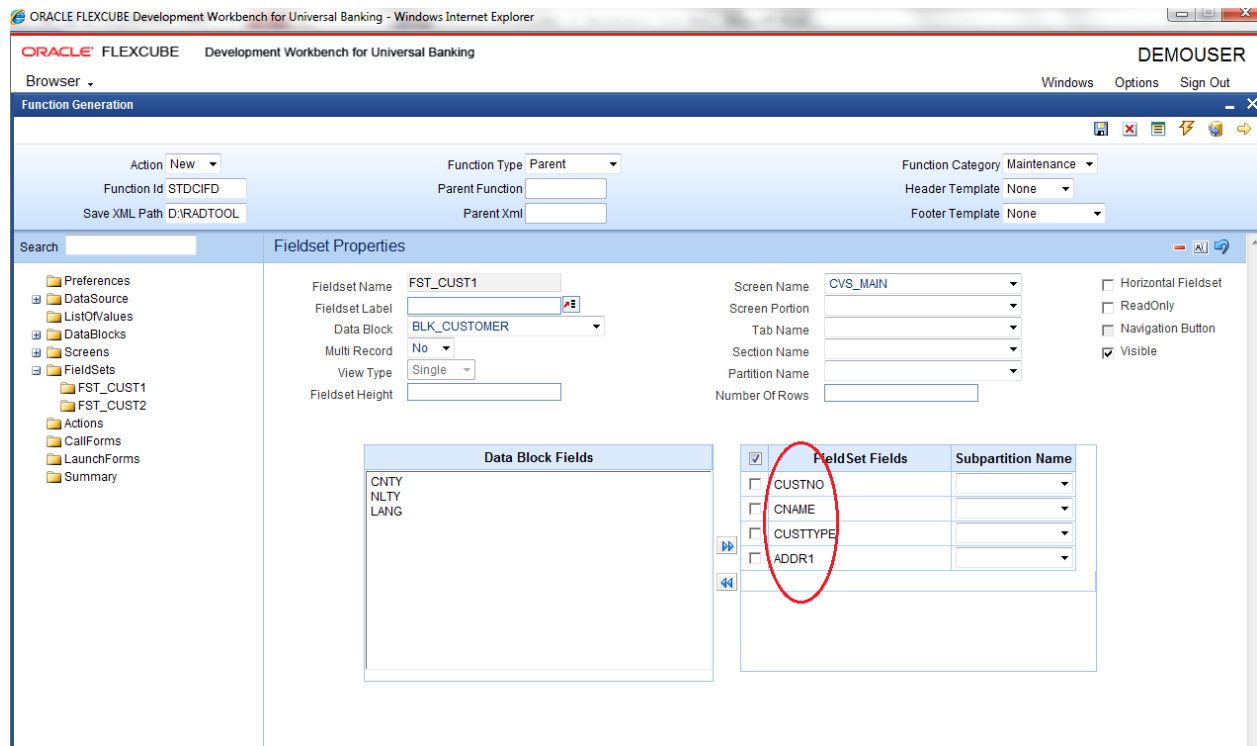 ORACLE FLEXCUBE Development Workbench for Universal Banking - Windows Internet Explorer
ORACLE' FLEXCUBE Development Workbench for Universal Banking
DEMOUSER
Browser
Windows Options Sign Out
Function Generation
Action New
Function Type Parent
Function Category Maintenance
Function Id STDCIFD
Parent Function
Header Template None
Save XML Path D:\RADTOOL
Parent Xml
Footer Template None
Search
Preferences
DataSource
ListOfValues
DataBlocks
Screens
FieldSets
FST_CUST1
FST_CUST2
Actions
CallForms
LaunchForms
Summary
Fieldset Properties
Fieldset Name FST_CUST1
Fieldset Label
Data Block BLK_CUSTOMER
Multi Record No
View Type Single
Fieldset Height
Screen Name CVS_MAIN
Screen Portion
Tab Name
Section Name
Partition Name
Number Of Rows
Horizontal Fieldset
ReadOnly
Navigation Button
Visible
Data Block Fields
CNTY
NLTY
LANG
FieldSet Fields Subpartition Name
CUSTNO
CNAME
CUSTTYPE
ADDR1